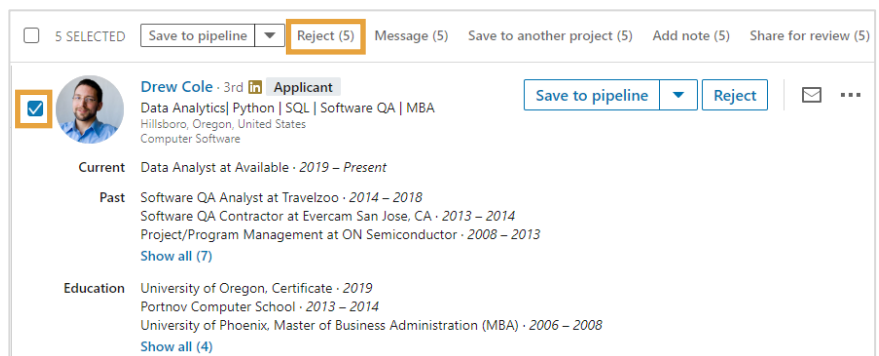 5 SELECTED Save to pipeline Reject (5) Message (5) Save to another project (5) Add note (5) Share for review (5)
Drew Cole · 3rd in Applicant
Save to pipeline Reject
Data Analytics| Python | SQL | Software QA | MBA
Hillsboro, Oregon, United States
Computer Software
Current Data Analyst at Available · 2019 – Present
Past Software QA Analyst at Travelzoo · 2014 – 2018
Software QA Contractor at Evercam San Jose, CA · 2013 – 2014
Project/Program Management at ON Semiconductor · 2008 – 2013
Show all (7)
Education University of Oregon, Certificate · 2019
Portnov Computer School · 2013 – 2014
University of Phoenix, Master of Business Administration (MBA) · 2006 – 2008
Show all (4)